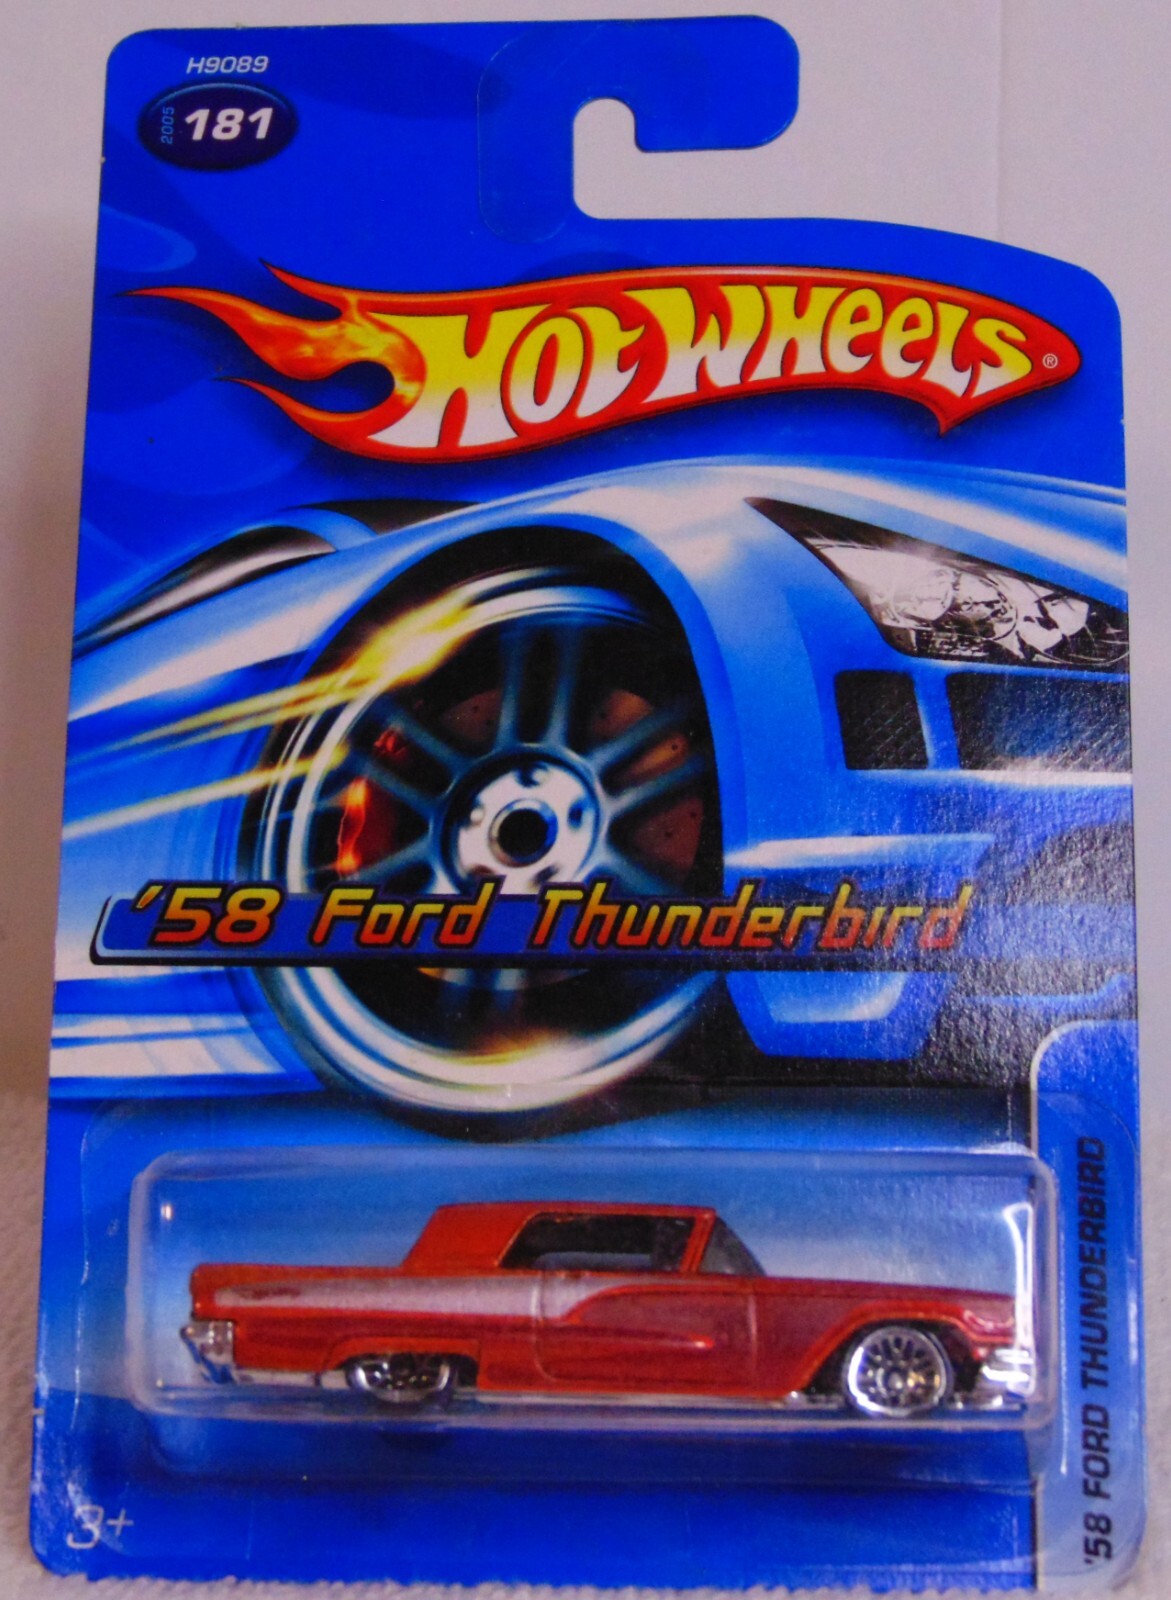 H9089
2005
181
HOT WHEELS®
'58 Ford Thunderbird
'58 FORD THUNDERBIRD
3+